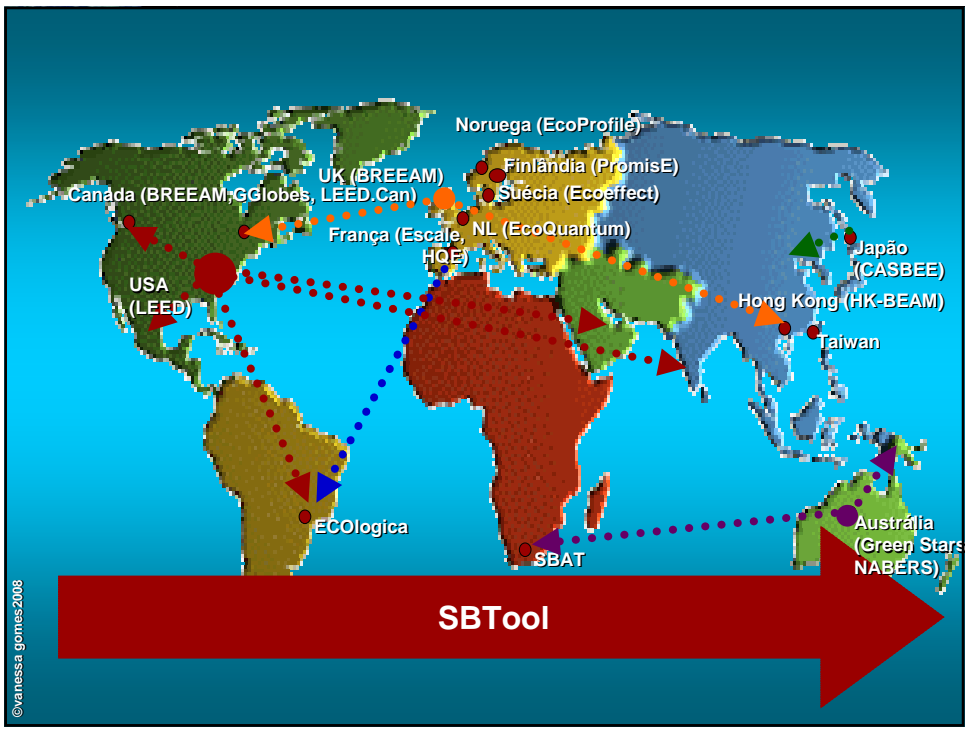 Noruega (EcoProfile)
Finlândia (PromisE)
UK (BREEAM)
Suécia (Ecoeffect)
Canada (BREEAM,GGlobes, LEED.Can)
NL (EcoQuantum)
França (Escale,
HQE)
Japão
(CASBEE)
USA
(LEED)
Hong Kong (HK-BEAM)
Taiwan
ECOlogica
Austrália
(Green Stars
NABERS)
SBAT
SBTool
©vanessa gomes2008